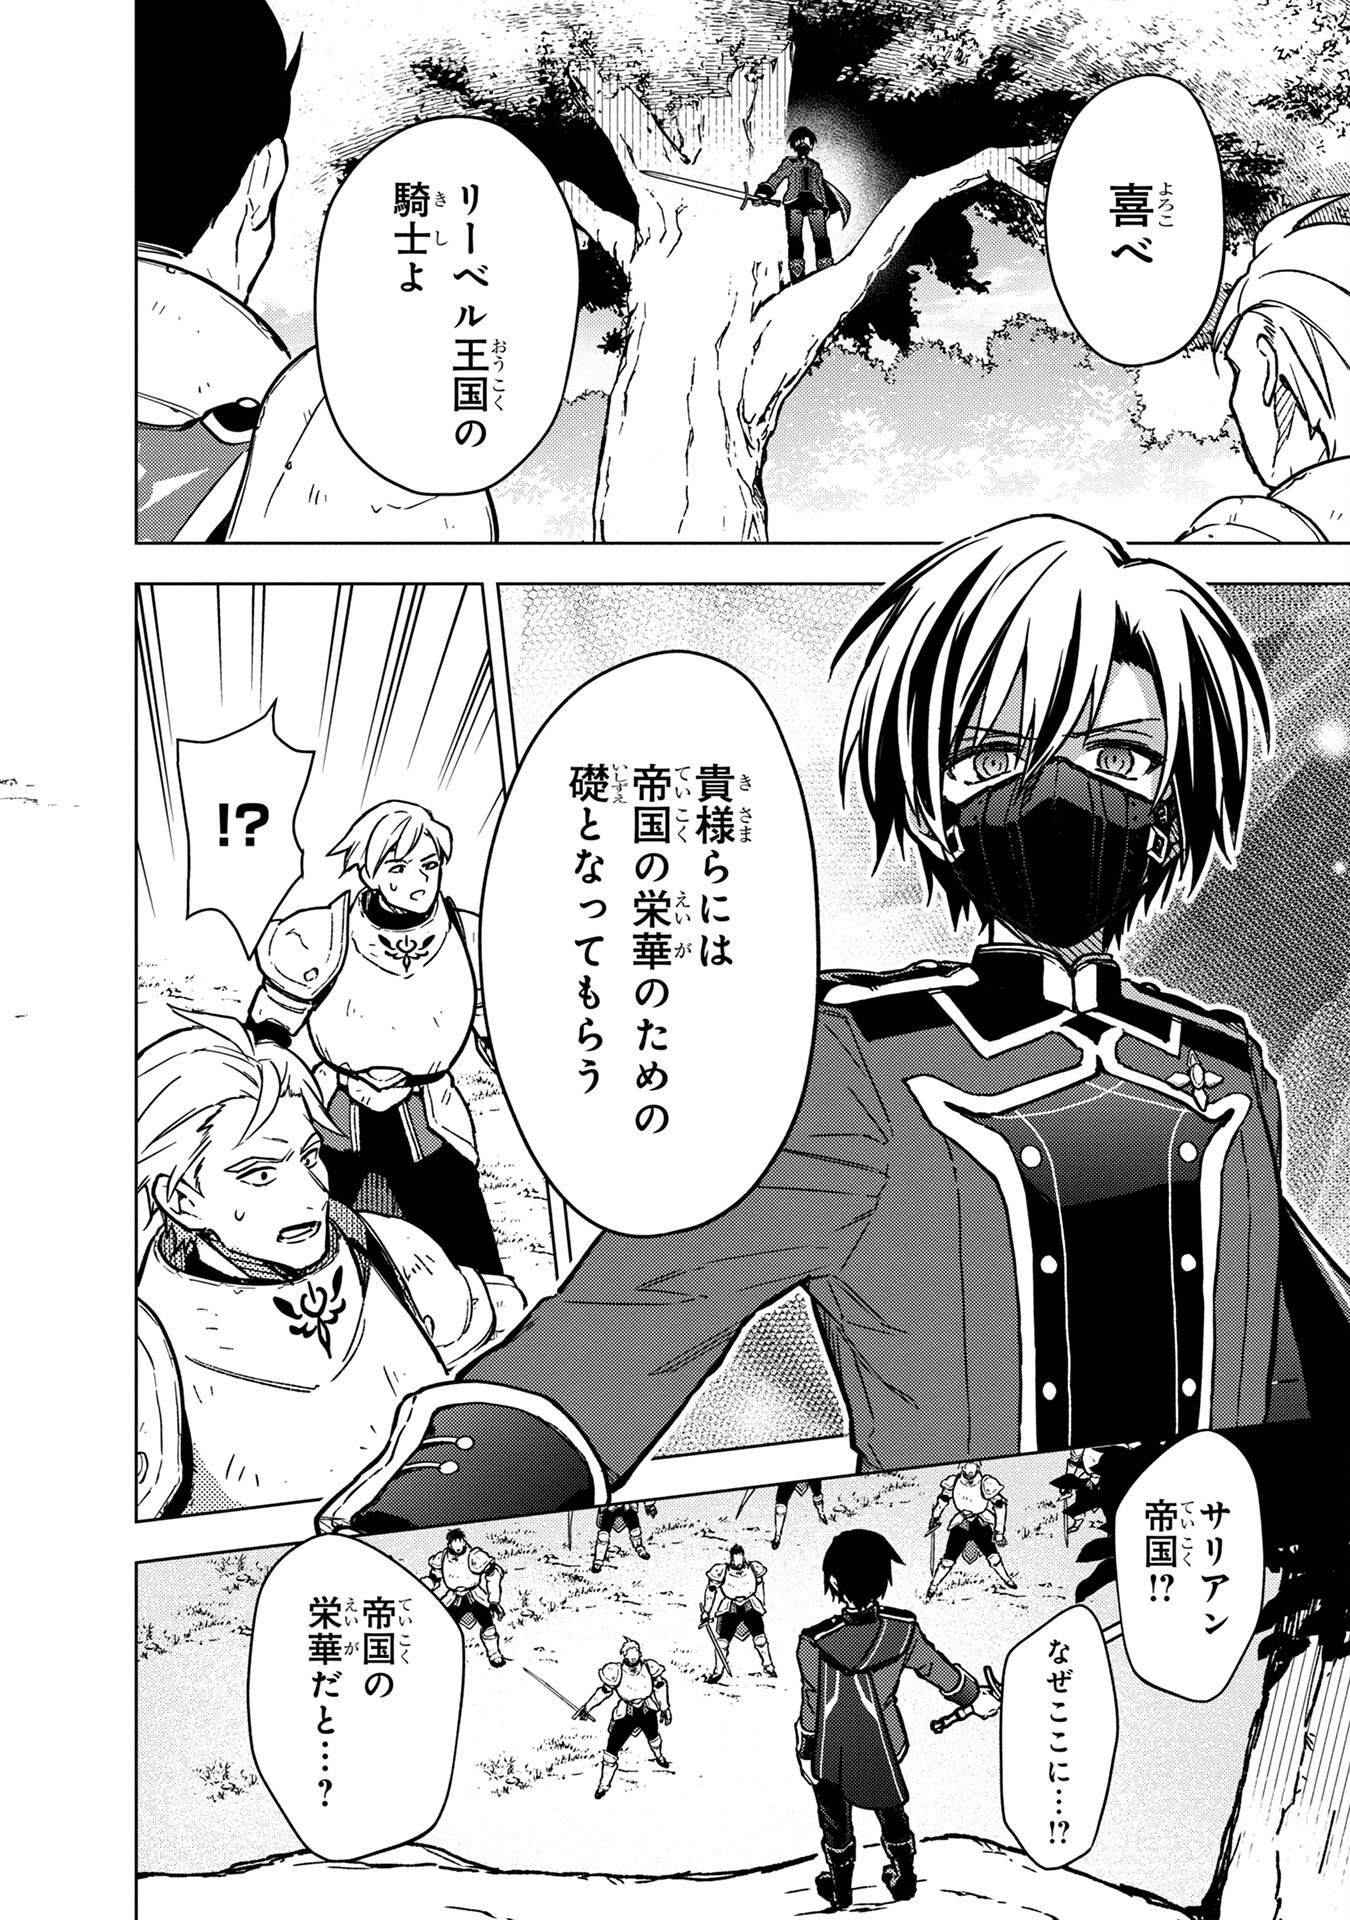 喜べ
リーベル王国の
騎士よ
貴様らには
帝国の栄華のための
礎となってもらう
!?
サリアン
帝国!?
なぜここに…!?
帝国の
栄華だと…?